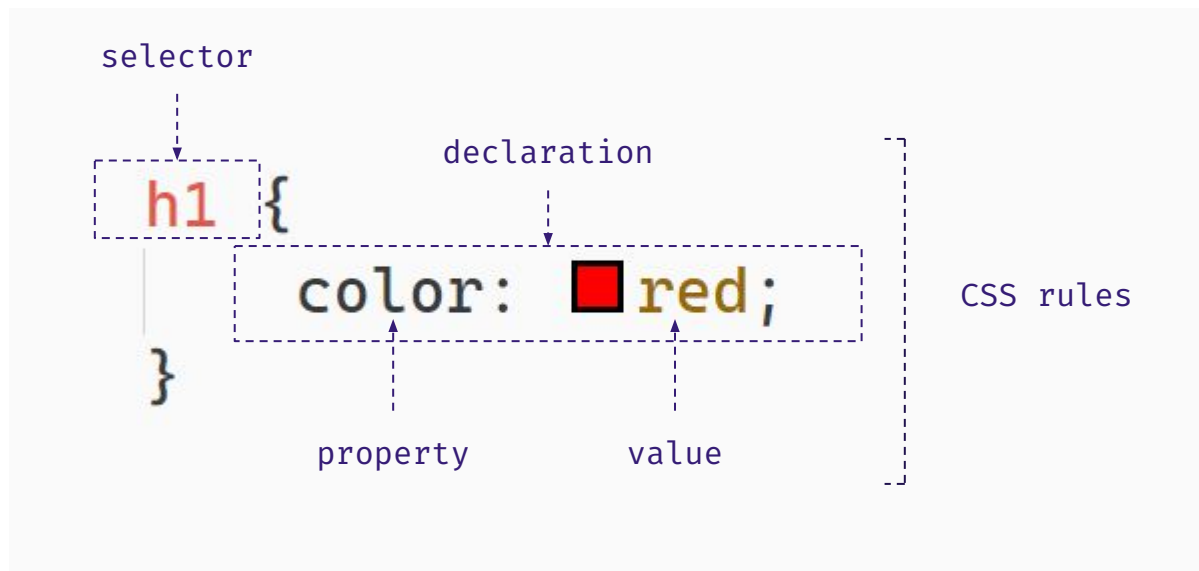 selector
declaration
h1 {
color: red;
CSS rules
}
property value